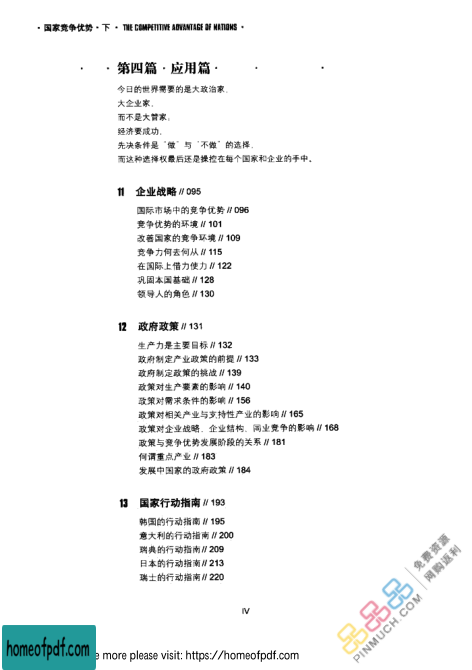 · 国家竞争优势 · 下 · THE COMPETITIVE ADVANTAGE OF NATIONS ·
· · 第四篇 · 应用篇 · · ·
今日的世界需要的是大政治家，
大企业家，
而不是大管家；
经济要成功，
先决条件是“做”与“不做”的选择，
而这种选择权最后还是操控在每个国家和企业的手中。
11 企业战略 // 095
国际市场中的竞争优势 // 096
竞争优势的环境 // 101
改善国家的竞争环境 // 109
竞争力何去何从 // 115
在国际上借力使力 // 122
巩固本国基础 // 128
领导人的角色 // 130
12 政府政策 // 131
生产力是主要目标 // 132
政府制定产业政策的前提 // 133
政府制定政策的挑战 // 139
政策对生产要素的影响 // 140
政策对需求条件的影响 // 156
政策对相关产业与支持性产业的影响 // 165
政策对企业战略、企业结构、同业竞争的影响 // 168
政策与竞争优势发展阶段的关系 // 181
何谓重点产业 // 183
发展中国家的政府政策 // 184
13 国家行动指南 // 193
韩国的行动指南 // 195
意大利的行动指南 // 200
瑞典的行动指南 // 209
日本的行动指南 // 213
瑞士的行动指南 // 220
IV
免费资源
网购返利
PINMUCH.COM
homeofpdf.com
e more please visit: https://homeofpdf.com